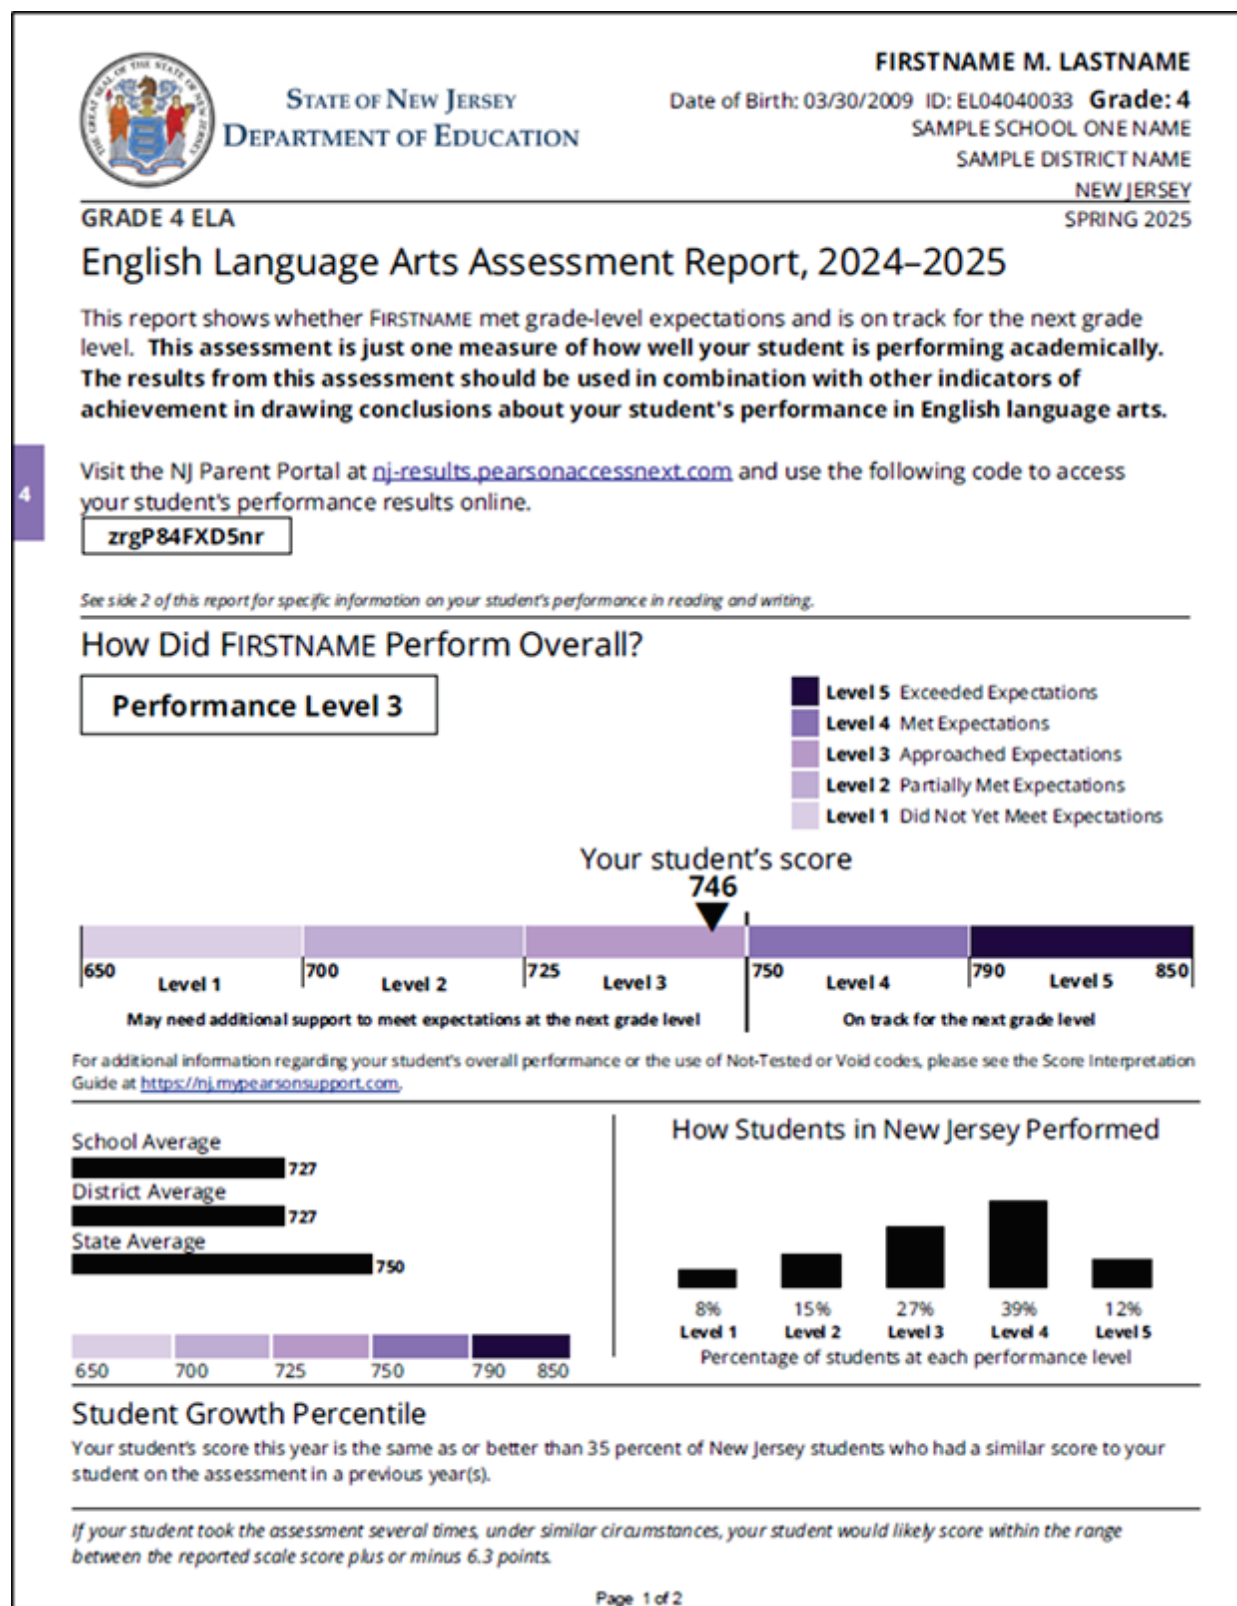 THE GREAT SEAL OF THE STATE OF NEW JERSEY
STATE OF NEW JERSEY
DEPARTMENT OF EDUCATION
FIRSTNAME M. LASTNAME
Date of Birth: 03/30/2009 ID: EL04040033 Grade: 4
SAMPLE SCHOOL ONE NAME
SAMPLE DISTRICT NAME
NEW JERSEY
GRADE 4 ELA
SPRING 2025
English Language Arts Assessment Report, 2024–2025
This report shows whether FIRSTNAME met grade-level expectations and is on track for the next grade
level. This assessment is just one measure of how well your student is performing academically.
The results from this assessment should be used in combination with other indicators of
achievement in drawing conclusions about your student's performance in English language arts.
4
Visit the NJ Parent Portal at nj-results.pearsonaccessnext.com and use the following code to access
your student's performance results online.
zrgP84FXD5nr
See side 2 of this report for specific information on your student's performance in reading and writing.
How Did FIRSTNAME Perform Overall?
Performance Level 3
Level 5 Exceeded Expectations
Level 4 Met Expectations
Level 3 Approached Expectations
Level 2 Partially Met Expectations
Level 1 Did Not Yet Meet Expectations
Your student's score
746
650 Level 1 700 Level 2 725 Level 3 750 Level 4 790 Level 5 850
May need additional support to meet expectations at the next grade level
On track for the next grade level
For additional information regarding your student's overall performance or the use of Not-Tested or Void codes, please see the Score Interpretation
Guide at https://nj.mypearsonsupport.com.
School Average
727
District Average
727
State Average
750
650 700 725 750 790 850
How Students in New Jersey Performed
8% 15% 27% 39% 12%
Level 1 Level 2 Level 3 Level 4 Level 5
Percentage of students at each performance level
Student Growth Percentile
Your student's score this year is the same as or better than 35 percent of New Jersey students who had a similar score to your
student on the assessment in a previous year(s).
If your student took the assessment several times, under similar circumstances, your student would likely score within the range
between the reported scale score plus or minus 6.3 points.
Page 1 of 2